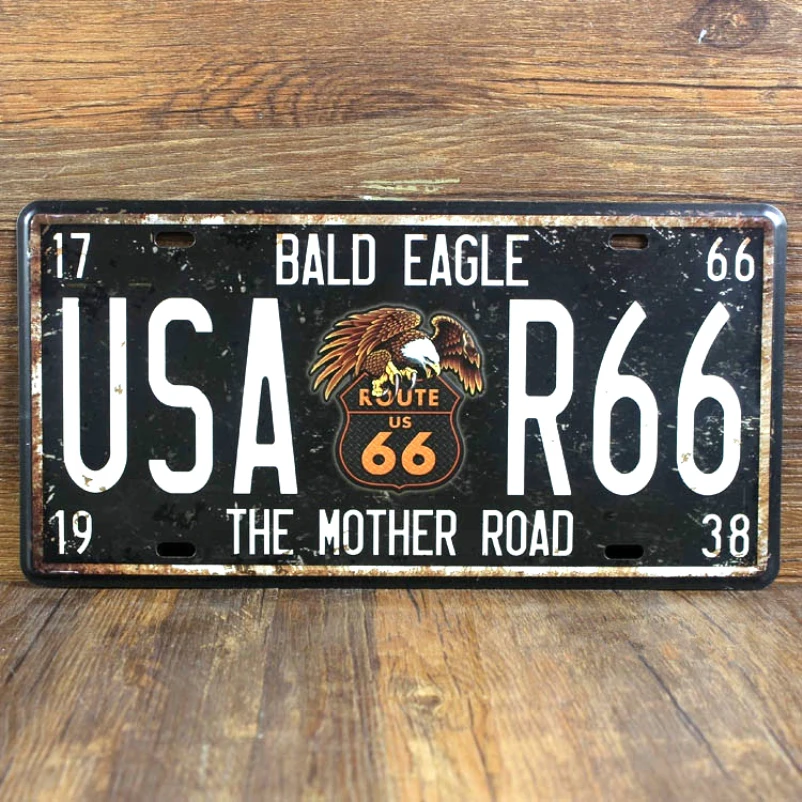 17 BALD EAGLE 66
USA R66
ROUTE
US
66
19 THE MOTHER ROAD 38